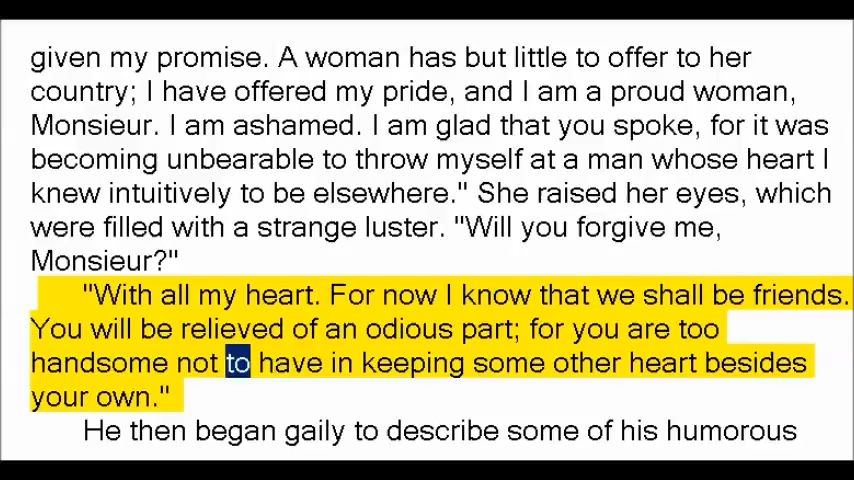 given my promise. A woman has but little to offer to her
country; I have offered my pride, and I am a proud woman,
Monsieur. I am ashamed. I am glad that you spoke, for it was
becoming unbearable to throw myself at a man whose heart I
knew intuitively to be elsewhere." She raised her eyes, which
were filled with a strange luster. "Will you forgive me,
Monsieur?"
"With all my heart. For now I know that we shall be friends.
You will be relieved of an odious part; for you are too
handsome not to have in keeping some other heart besides
your own."
He then began gaily to describe some of his humorous